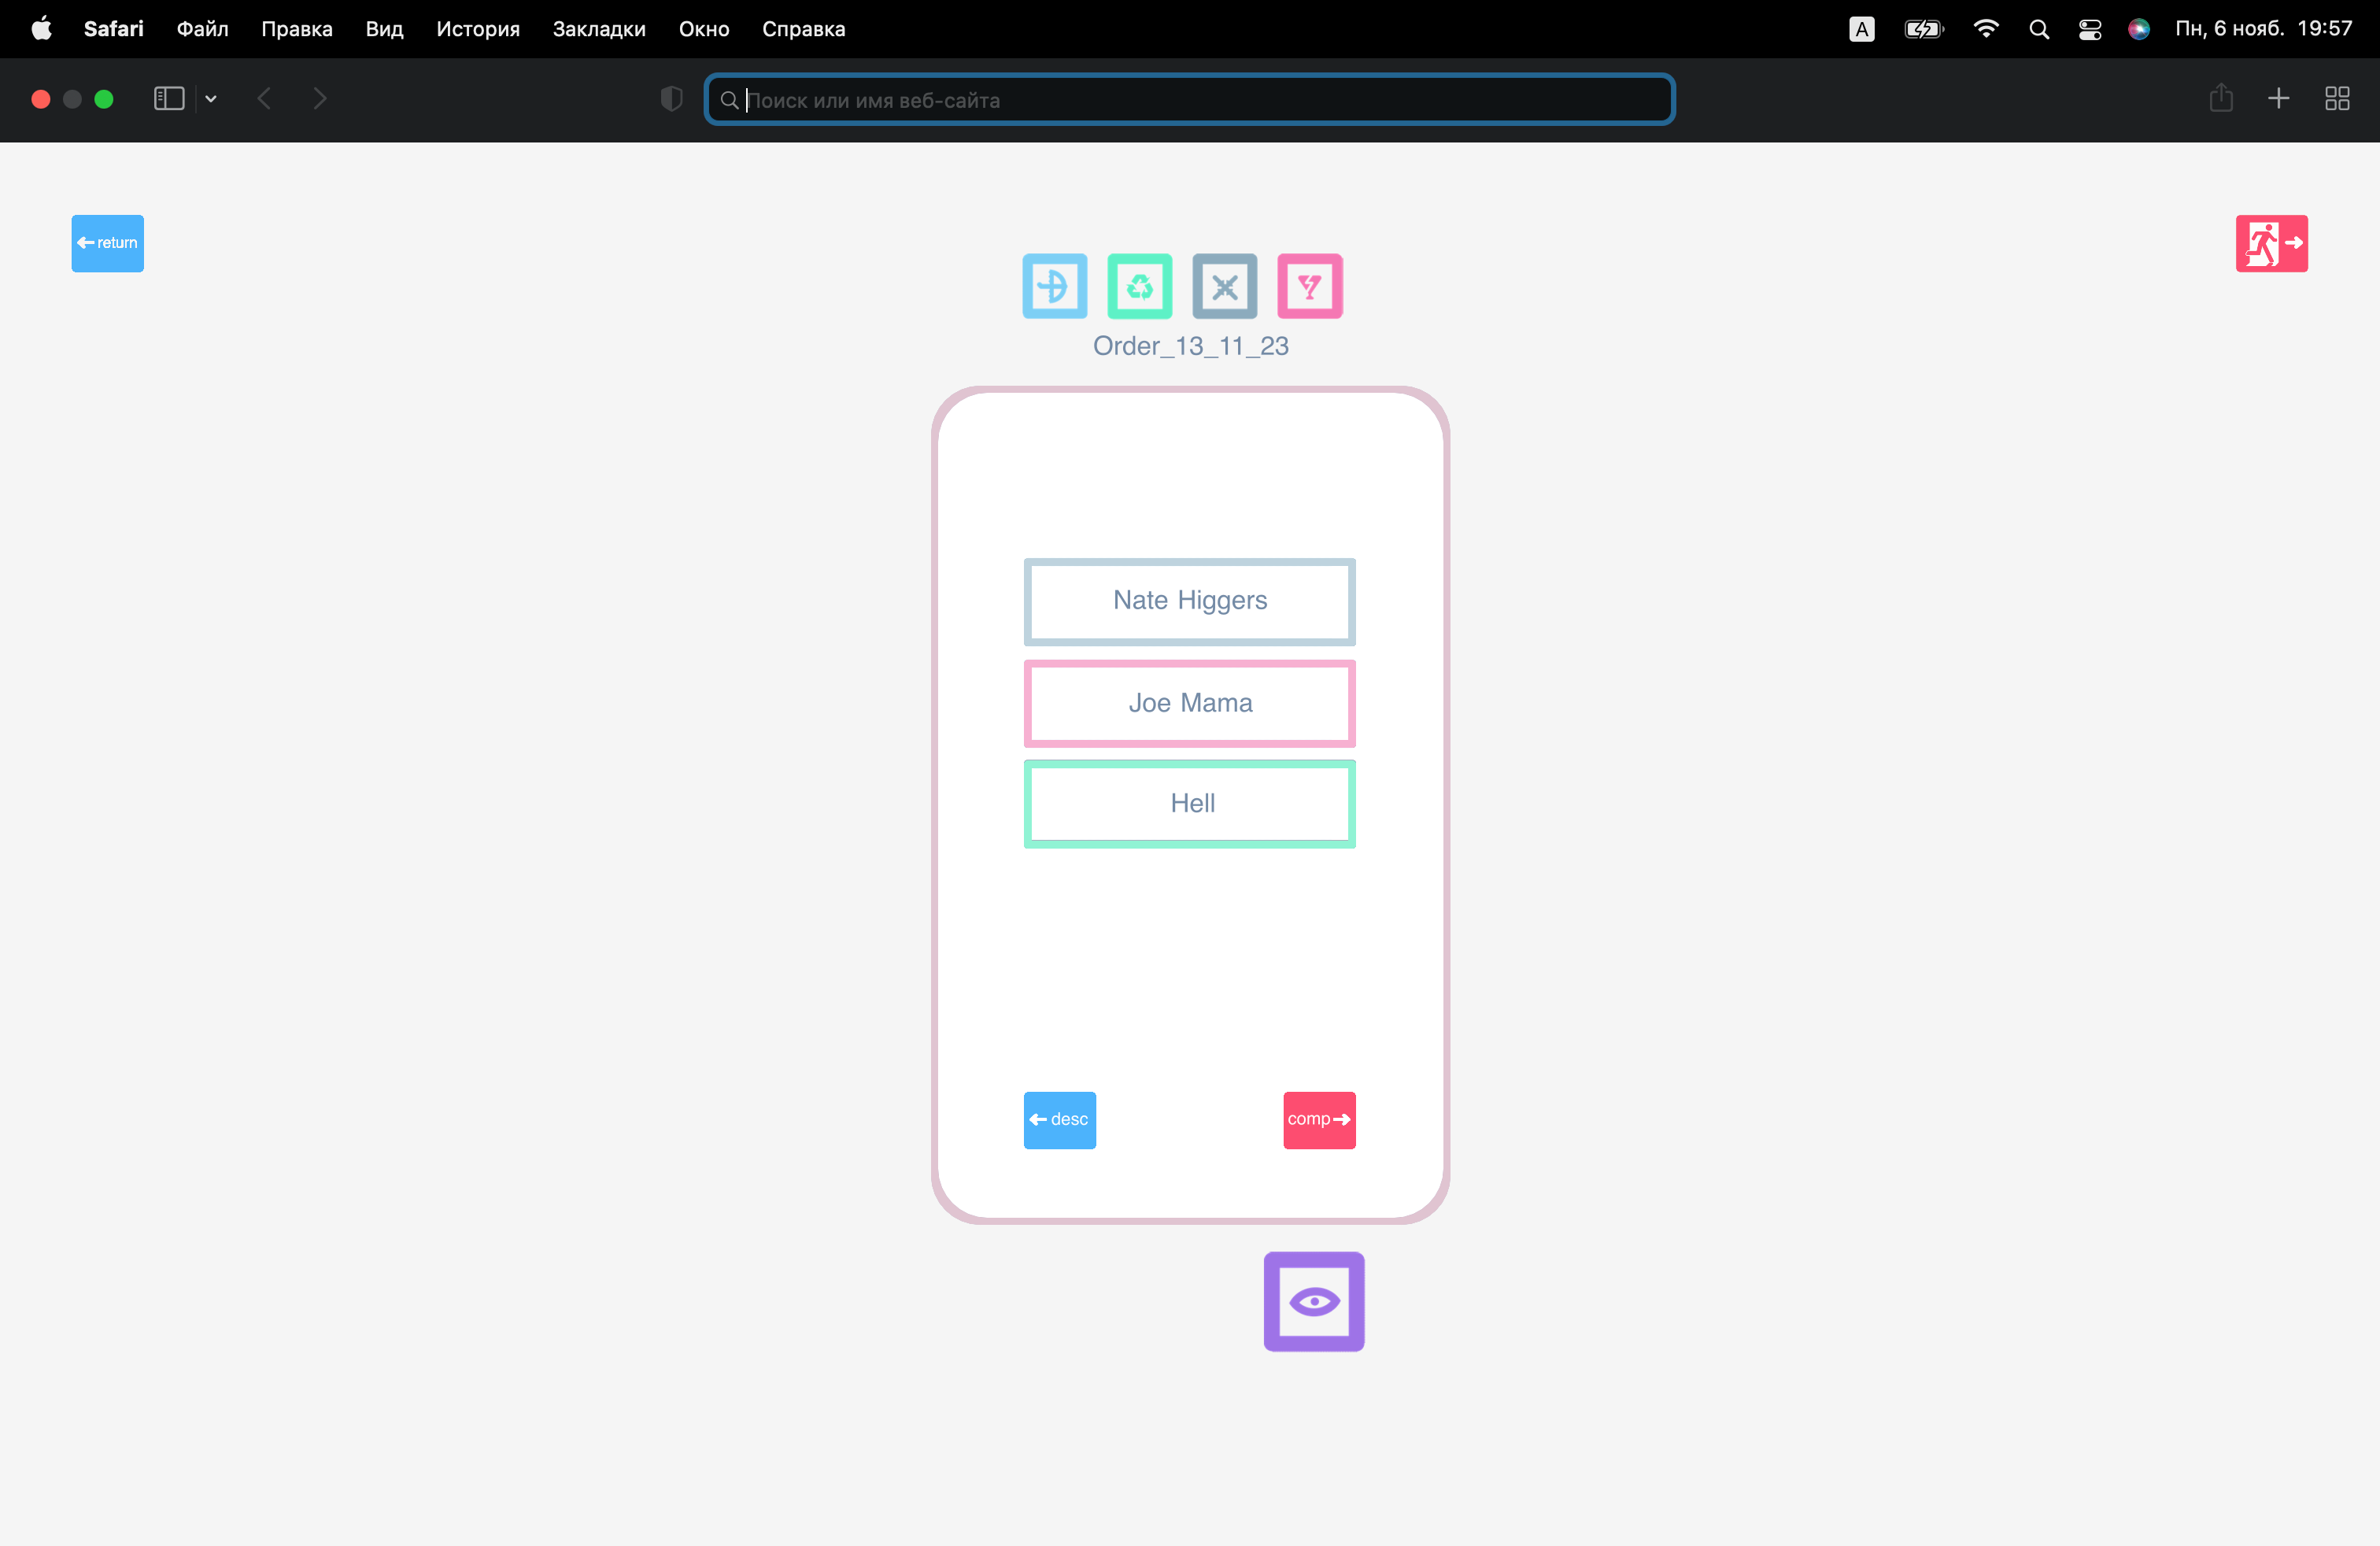 Safari Файл Правка Вид История Закладки Окно Справка A Пн, 6 нояб. 19:57
Поиск или имя веб-сайта
return
Order_13_11_23
Nate Higgers
Joe Mama
Hell
desc comp